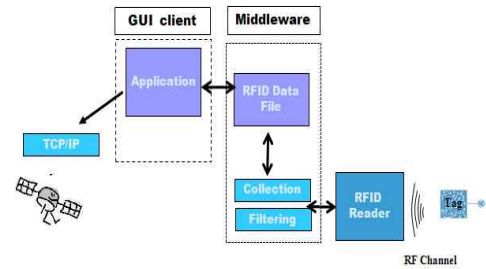 GUI client
Middleware
Application
RFID Data
File
TCP/IP
Collection
Filtering
RFID
Reader
Tag
RF Channel